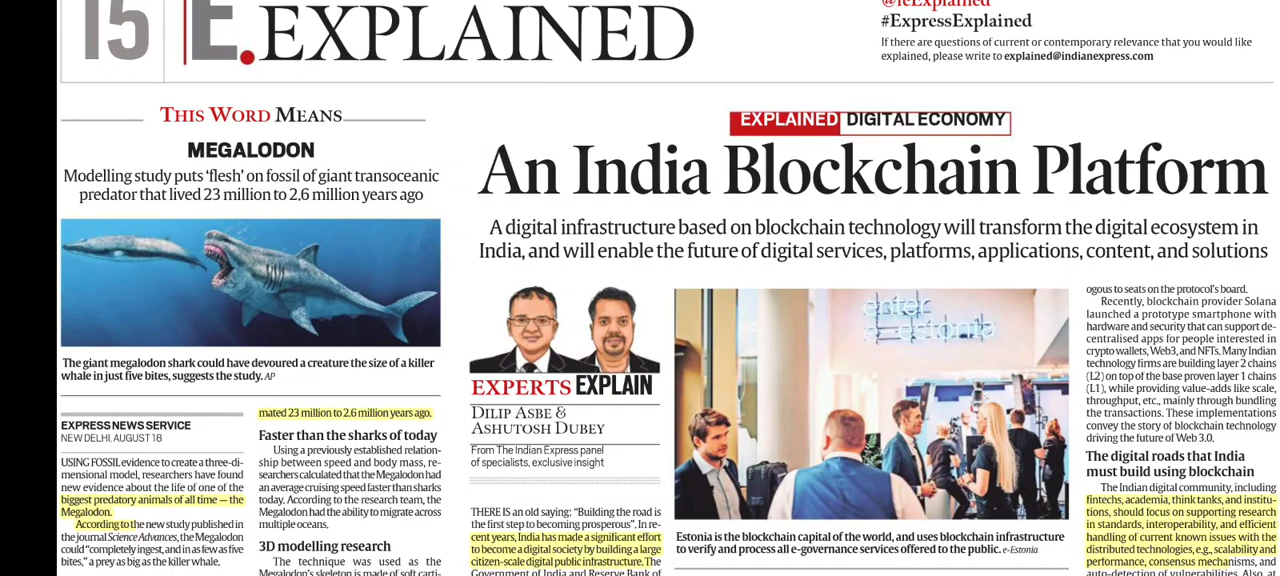 15
E.EXPLAINED
@ieExplained
#ExpressExplained
If there are questions of current or contemporary relevance that you would like
explained, please write to explained@indianexpress.com
THIS WORD MEANS
MEGALODON
Modelling study puts ‘flesh’ on fossil of giant transoceanic
predator that lived 23 million to 2.6 million years ago
The giant megalodon shark could have devoured a creature the size of a killer
whale in just five bites, suggests the study. AP
EXPRESS NEWS SERVICE
NEW DELHI, AUGUST 18
USING FOSSIL evidence to create a three-di-
mensional model, researchers have found
new evidence about the life of one of the
biggest predatory animals of all time — the
Megalodon.
According to the new study published in
the journal Science Advances, the Megalodon
could “completely ingest, and in as few as five
bites,” a prey as big as the killer whale.
mated 23 million to 2.6 million years ago.
Faster than the sharks of today
Using a previously established relation-
ship between speed and body mass, re-
searchers calculated that the Megalodon had
an average cruising speed faster than sharks
today. According to the research team, the
Megalodon had the ability to migrate across
multiple oceans.
3D modelling research
The technique was used as the
Megalodon’s skeleton is made of soft carti-
EXPLAINED DIGITAL ECONOMY
An India Blockchain Platform
A digital infrastructure based on blockchain technology will transform the digital ecosystem in
India, and will enable the future of digital services, platforms, applications, content, and solutions
EXPERTS EXPLAIN
DILIP ASBE &
ASHUTOSH DUBEY
From The Indian Express panel
of specialists, exclusive insight
THERE IS an old saying: “Building the road is
the first step to becoming prosperous”. In re-
cent years, India has made a significant effort
to become a digital society by building a large
citizen-scale digital public infrastructure. The
Government of India and Reserve Bank of
enter
e-estonia
Estonia is the blockchain capital of the world, and uses blockchain infrastructure
to verify and process all e-governance services offered to the public. e-Estonia
ogous to seats on the protocol’s board.
Recently, blockchain provider Solana
launched a prototype smartphone with
hardware and security that can support de-
centralised apps for people interested in
crypto wallets, Web3, and NFTs. Many Indian
technology firms are building layer 2 chains
(L2) on top of the base proven layer 1 chains
(L1), while providing value-adds like scale,
throughput, etc., mainly through bundling
the transactions. These implementations
convey the story of blockchain technology
driving the future of Web 3.0.
The digital roads that India
must build using blockchain
The Indian digital community, including
fintechs, academia, think tanks, and institu-
tions, should focus on supporting research
in standards, interoperability, and efficient
handling of current known issues with the
distributed technologies, e.g., scalability and
performance, consensus mechanisms, and
auto-detection of vulnerabilities. Also, at